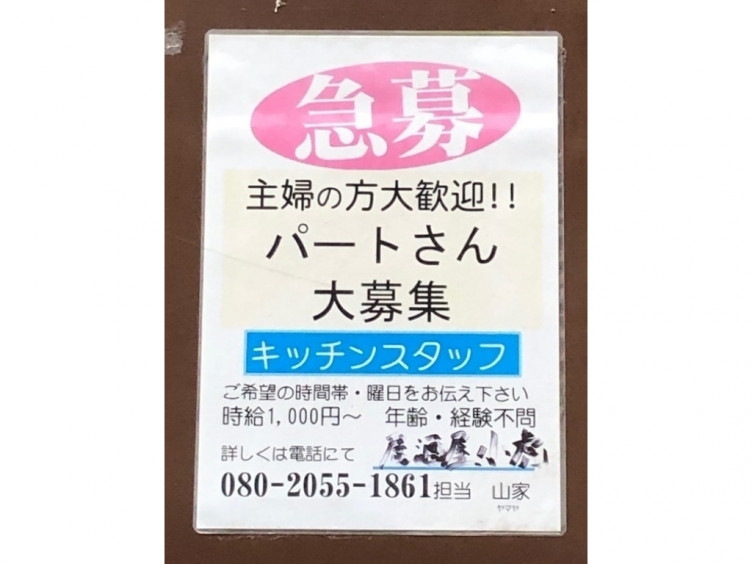 急募
主婦の方大歓迎!!
パートさん
大募集
キッチンスタッフ
ご希望の時間帯・曜日をお伝え下さい
時給1,000円～ 年齢・経験不問
詳しくは電話にて 居酒屋小松
080-2055-1861担当 山家
ヤマヤ